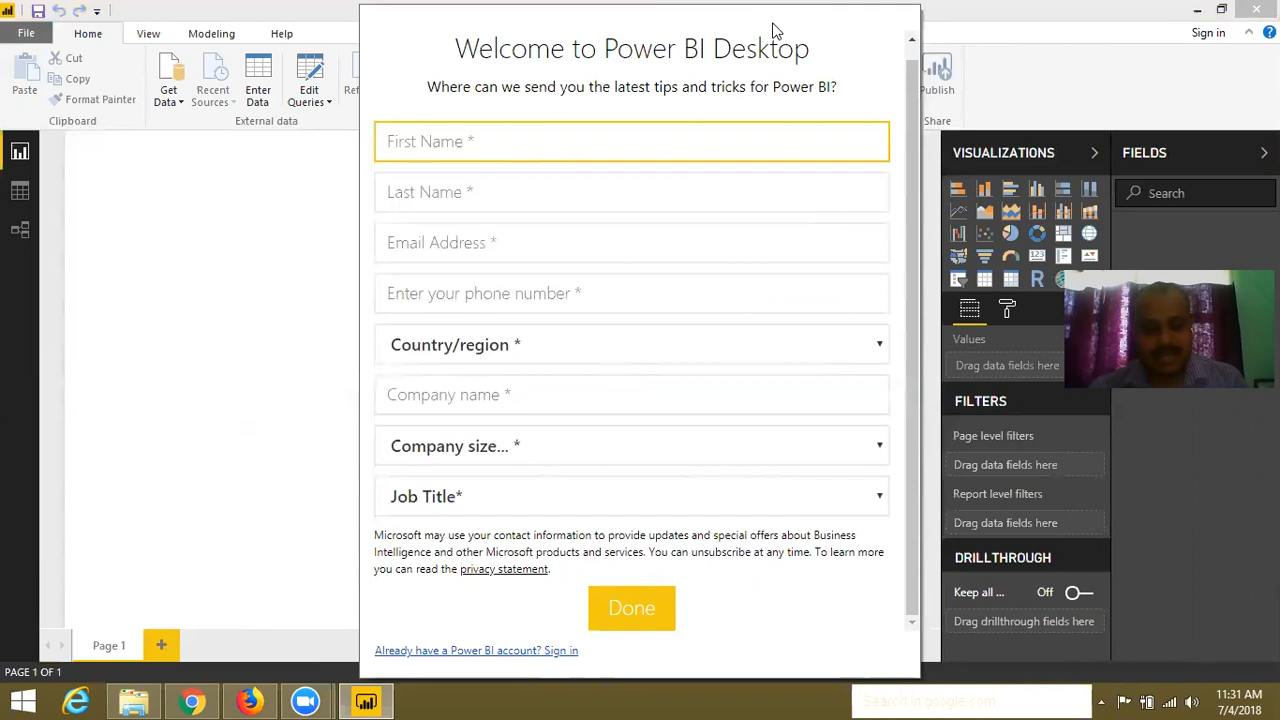 File
Home
View
Modeling
Help
Sign in
Paste
Cut
Copy
Format Painter
Clipboard
Get Data
Recent Sources
Enter Data
Edit Queries
External data
Publish
Share
Welcome to Power BI Desktop
Where can we send you the latest tips and tricks for Power BI?
First Name *
Last Name *
Email Address *
Enter your phone number *
Country/region *
Company name *
Company size... *
Job Title*
Microsoft may use your contact information to provide updates and special offers about Business
Intelligence and other Microsoft products and services. You can unsubscribe at any time. To learn more
you can read the privacy statement.
Done
Already have a Power BI account? Sign in
VISUALIZATIONS
FIELDS
Search
123
R
Values
Drag data fields here
FILTERS
Page level filters
Drag data fields here
Report level filters
Drag data fields here
DRILLTHROUGH
Keep all ...
Off
Drag drillthrough fields here
Page 1
PAGE 1 OF 1
Search in google.com
11:31 AM
7/4/2018